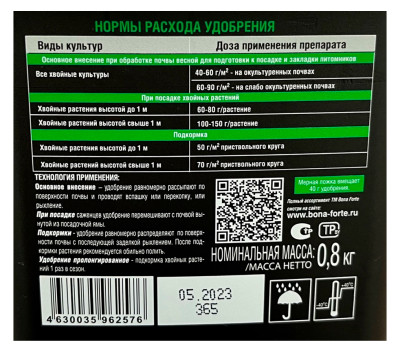 НОРМЫ РАСХОДА УДОБРЕНИЯ
Виды культур Доза применения препарата
Основное внесение при обработке почвы весной для подготовки к посадке и закладки питомников
Все хвойные культуры 40-60 г/м² - на окультуренных почвах
60-90 г/м² - на слабо окультуренных почвах
При посадке хвойных растений
Хвойные растения высотой до 1 м 60-80 г/растение
Хвойные растения высотой свыше 1 м 100-150 г/растение
Подкормка
Хвойные растения высотой до 1 м 50 г/м² приствольного круга
Хвойные растения высотой свыше 1 м 70 г/м² приствольного круга
ТЕХНОЛОГИЯ ПРИМЕНЕНИЯ:
Основное внесение – удобрение равномерно рассыпают по
поверхности почвы и проводят вспашку или перекопку, или
рыхление.
При посадке саженцев удобрение перемешивают с почвой вы-
нутой из посадочной ямы.
Подкормки - удобрение равномерно распределяют по поверх-
ности почвы с последующей заделкой рыхлением. После под-
кормки растения рекомендуется обильно полить.
Удобрение пролонгированное - подкормка хвойных расте-
ний 1 раз в сезон.
Мерная ложка вмещает
40 г удобрения
Полный ассортимент ТМ Bona Forte
смотри на сайте:
www.bona-forte.ru
НОМИНАЛЬНАЯ МАССА:
/МАССА НЕТТО
0,8 кг
05.2023
365
4 630035 962576
-40°C
+40°C